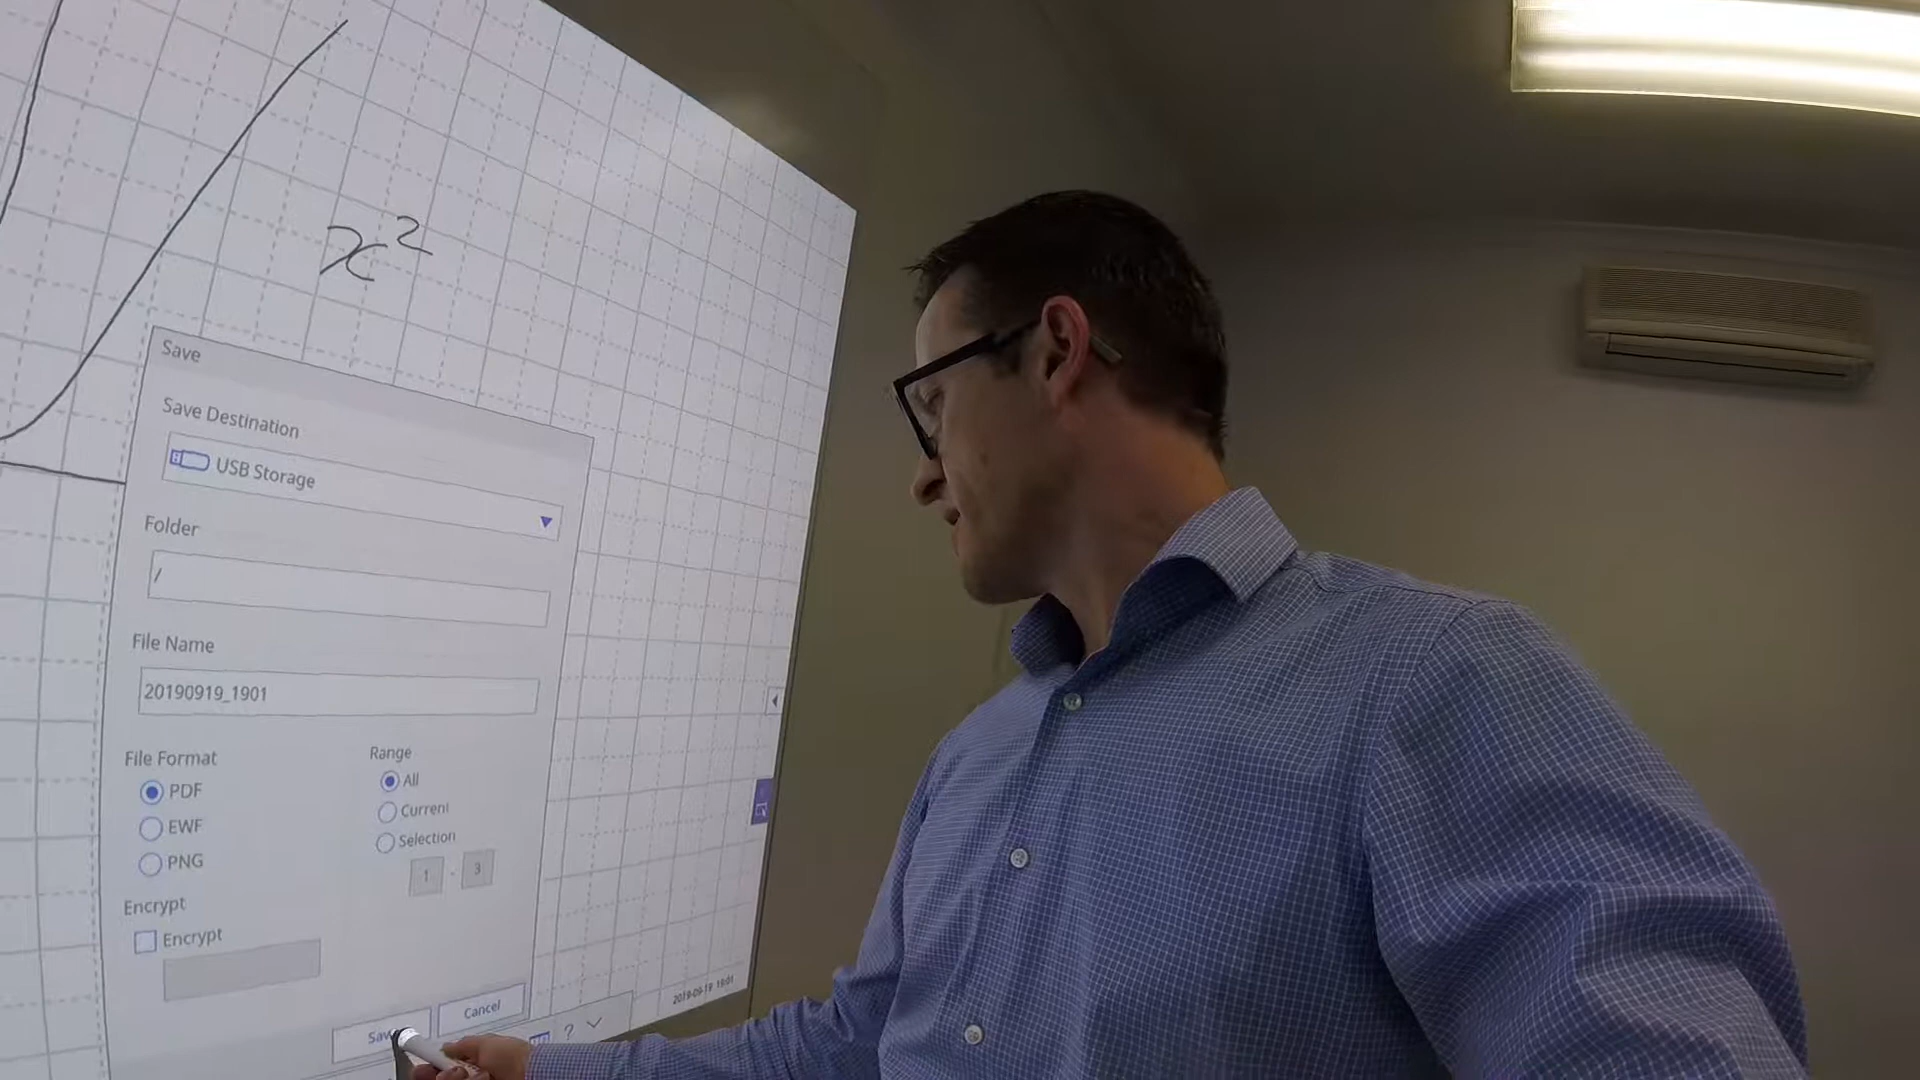 x²
Save
Save Destination
USB Storage
Folder
/
File Name
20190919_1901
File Format
Range
PDF
All
EWF
Current
PNG
Selection
1 - 3
Encrypt
Encrypt
Save
Cancel
?
2019-09-19 19:01